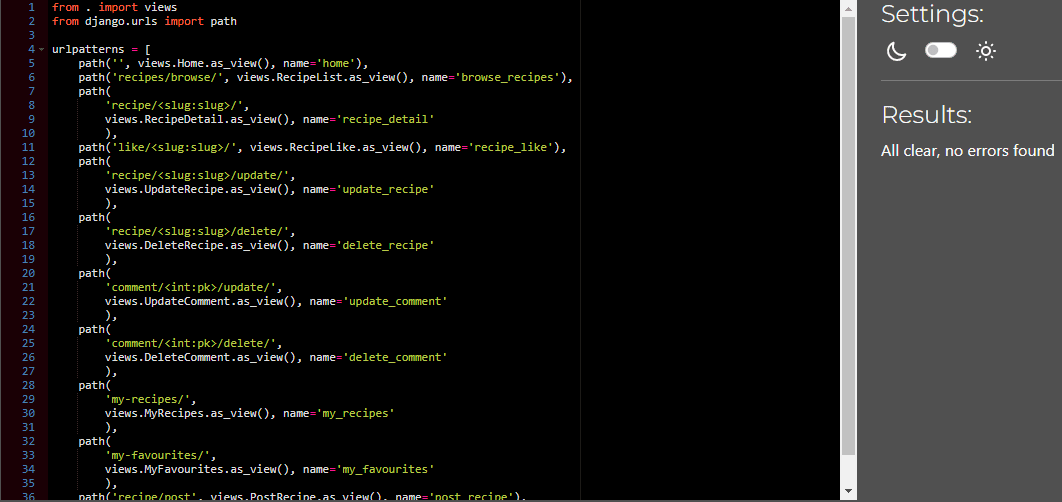 1 from . import views
2 from django.urls import path
3
4 urlpatterns = [
5     path('', views.Home.as_view(), name='home'),
6     path('recipes/browse/', views.RecipeList.as_view(), name='browse_recipes'),
7     path(
8         'recipe/<slug:slug>/',
9         views.RecipeDetail.as_view(), name='recipe_detail'
10         ),
11     path('like/<slug:slug>/', views.RecipeLike.as_view(), name='recipe_like'),
12     path(
13         'recipe/<slug:slug>/update/',
14         views.UpdateRecipe.as_view(), name='update_recipe'
15         ),
16     path(
17         'recipe/<slug:slug>/delete/',
18         views.DeleteRecipe.as_view(), name='delete_recipe'
19         ),
20     path(
21         'comment/<int:pk>/update/',
22         views.UpdateComment.as_view(), name='update_comment'
23         ),
24     path(
25         'comment/<int:pk>/delete/',
26         views.DeleteComment.as_view(), name='delete_comment'
27         ),
28     path(
29         'my-recipes/',
30         views.MyRecipes.as_view(), name='my_recipes'
31         ),
32     path(
33         'my-favourites/',
34         views.MyFavourites.as_view(), name='my_favourites'
35         ),
36     path('recipe/post', views.PostRecipe.as_view(), name='post_recipe'),
Settings:
Results:
All clear, no errors found